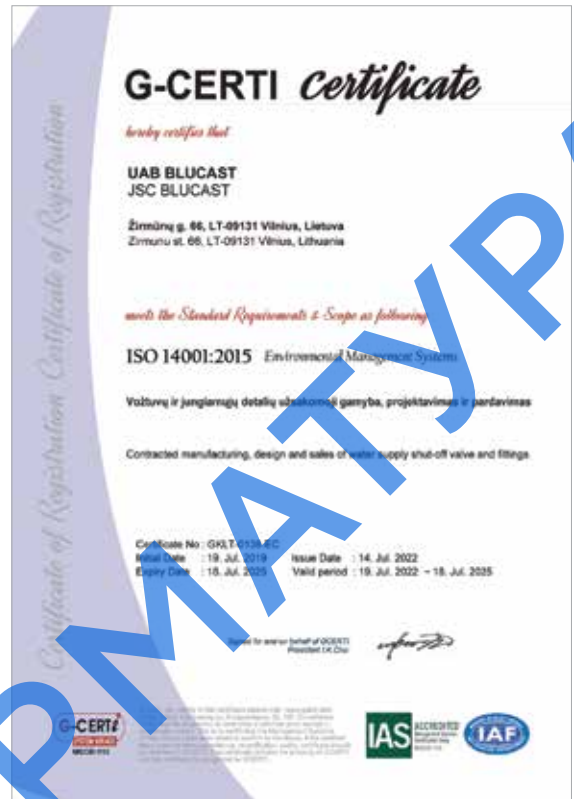 Certificate of Registration Certificate of Registration
G-CERTI Certificate
hereby certifies that
UAB BLUCAST
JSC BLUCAST
Žirmūnų g. 66, LT-09131 Vilnius, Lietuva
Zirmunu st. 66, LT-09131 Vilnius, Lithuania
meets the Standard Requirements & Scope as following
ISO 14001:2015 Environmental Management Systems
Vožtuvų ir jungiamųjų detalių užsakomoji gamyba, projektavimas ir pardavimas
Contracted manufacturing, design and sales of water supply shut-off valve and fittings
Certificate No : GKLT-0138-EC
Initial Date : 19. Jul. 2019 Issue Date : 14. Jul. 2022
Expiry Date : 18. Jul. 2025 Valid period : 19. Jul. 2022 ~ 18. Jul. 2025
Signed for and on behalf of GCERTI
President I.K.Cho
G-CERTi
IAS ACCREDITED
IAF
РМАТУР